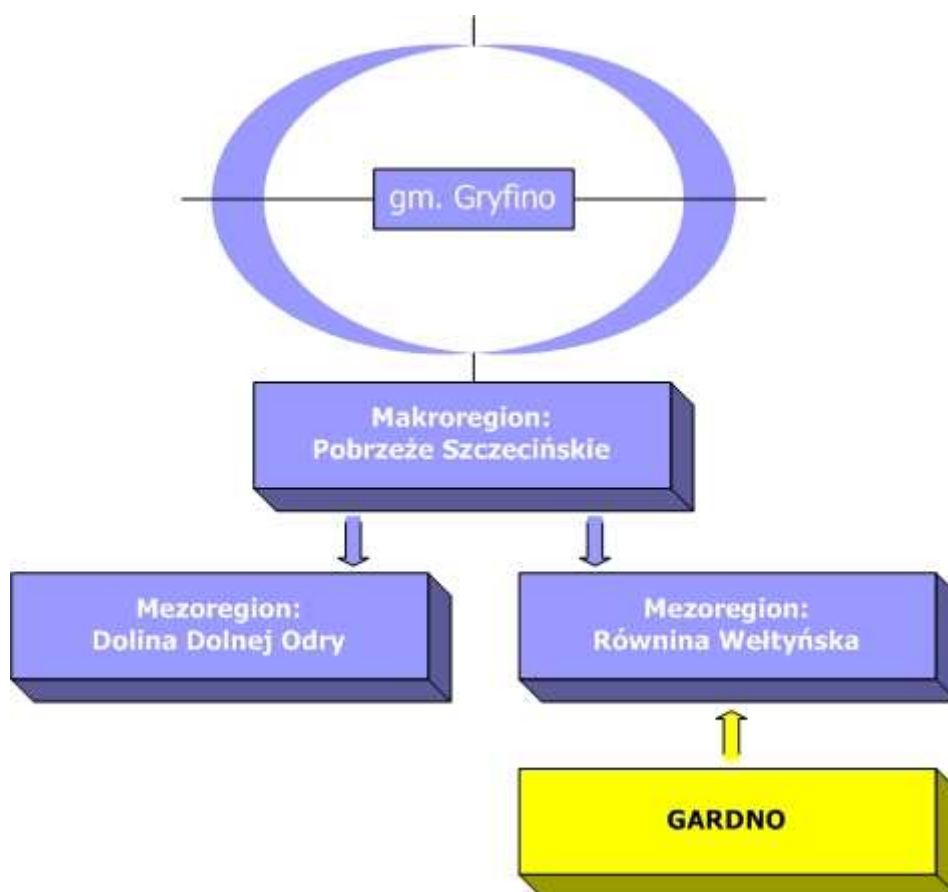 gm. Gryfino
Makroregion:
Pobrzeże Szczecińskie
Mezoregion:
Dolina Dolnej Odry
Mezoregion:
Równina Wełtyńska
GARDNO